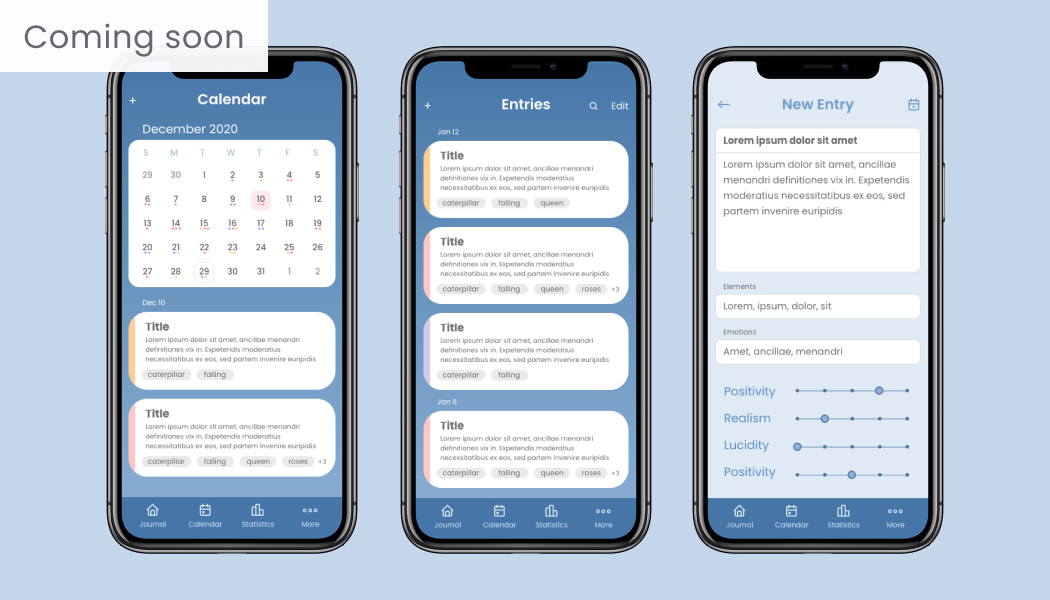 Coming soon
+
Calendar
December 2020
S M T W T F S
29 30 1 2 3 4 5
6 7 8 9 10 11 12
13 14 15 16 17 18 19
20 21 22 23 24 25 26
27 28 29 30 31 1 2
Dec 10
Title
Lorem ipsum dolor sit amet, ancillae menandri
definitiones vix in. Expetendis moderatius
necessitatibus ex eos, sed partem invenire euripidis
caterpillar falling
Title
Lorem ipsum dolor sit amet, ancillae menandri
definitiones vix in. Expetendis moderatius
necessitatibus ex eos, sed partem invenire euripidis
caterpillar falling queen roses +3
Journal Calendar Statistics More
+
Entries
Edit
Jan 12
Title
Lorem ipsum dolor sit amet, ancillae menandri
definitiones vix in. Expetendis moderatius
necessitatibus ex eos, sed partem invenire euripidis
caterpillar falling queen
Title
Lorem ipsum dolor sit amet, ancillae menandri
definitiones vix in. Expetendis moderatius
necessitatibus ex eos, sed partem invenire euripidis
caterpillar falling queen roses +3
Title
Lorem ipsum dolor sit amet, ancillae menandri
definitiones vix in. Expetendis moderatius
necessitatibus ex eos, sed partem invenire euripidis
caterpillar falling
Jan 8
Title
Lorem ipsum dolor sit amet, ancillae menandri
definitiones vix in. Expetendis moderatius
necessitatibus ex eos, sed partem invenire euripidis
caterpillar falling queen roses +3
Journal Calendar Statistics More
New Entry
Lorem ipsum dolor sit amet
Lorem ipsum dolor sit amet, ancillae
menandri definitiones vix in. Expetendis
moderatius necessitatibus ex eos, sed
partem invenire euripidis
Elements
Lorem, ipsum, dolor, sit
Emotions
Amet, ancillae, menandri
Positivity
Realism
Lucidity
Positivity
Journal Calendar Statistics More